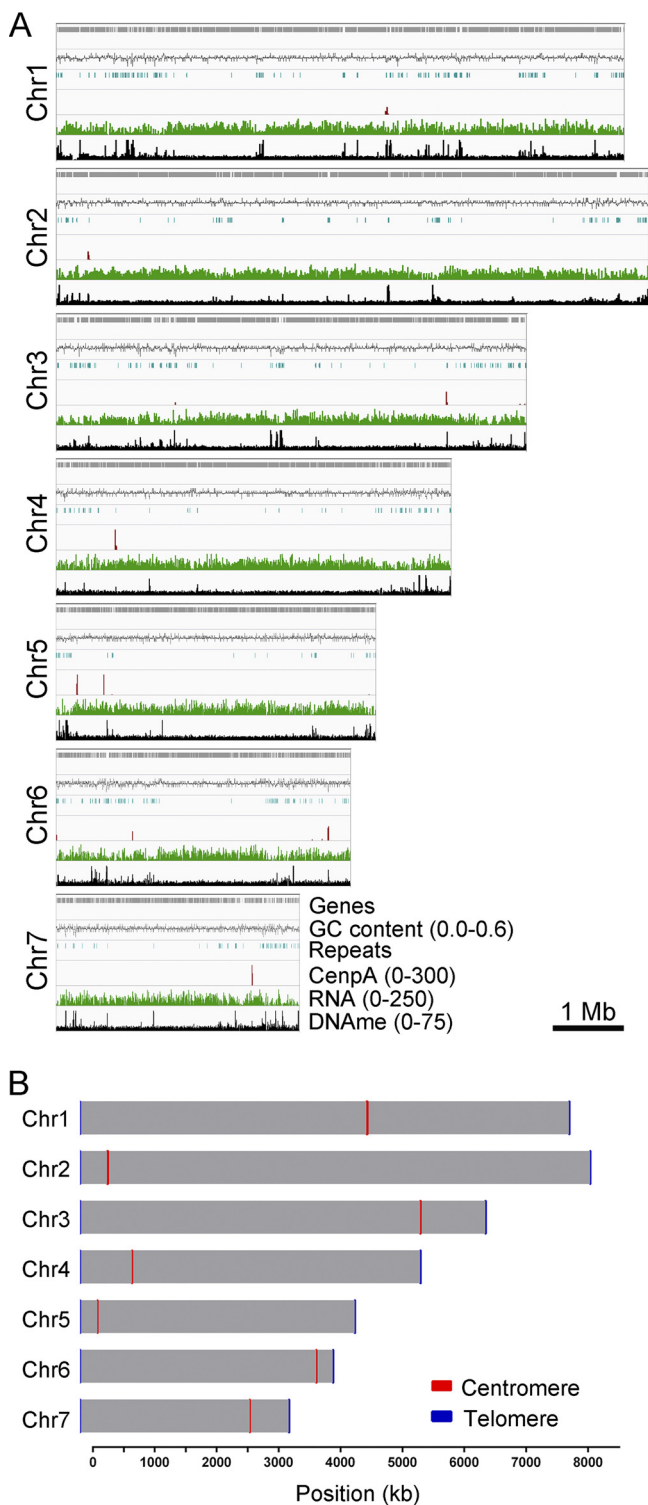 A
Chr1
Chr2
Chr3
Chr4
Chr5
Chr6
Chr7
Genes
GC content (0.0-0.6)
Repeats
CenpA (0-300)
RNA (0-250)
DNAme (0-75)
1 Mb
B
Chr1
Chr2
Chr3
Chr4
Chr5
Chr6
Chr7
Centromere
Telomere
0 1000 2000 3000 4000 5000 6000 7000 8000
Position (kb)